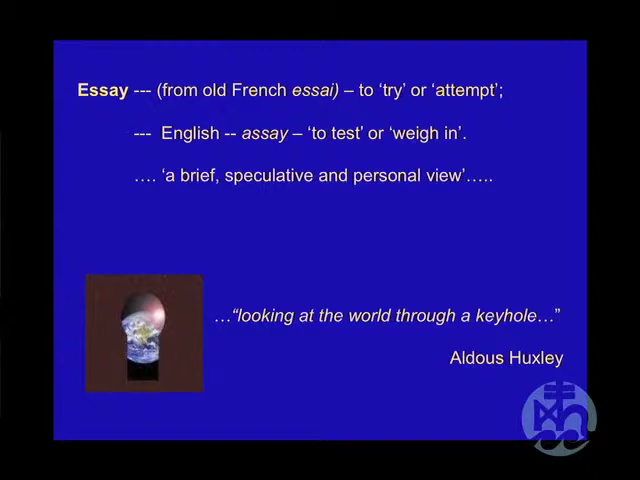 Essay --- (from old French essai) – to ‘try’ or ‘attempt’;
--- English -- assay – ‘to test’ or ‘weigh in’.
…. ‘a brief, speculative and personal view’…..
…“looking at the world through a keyhole…”
Aldous Huxley